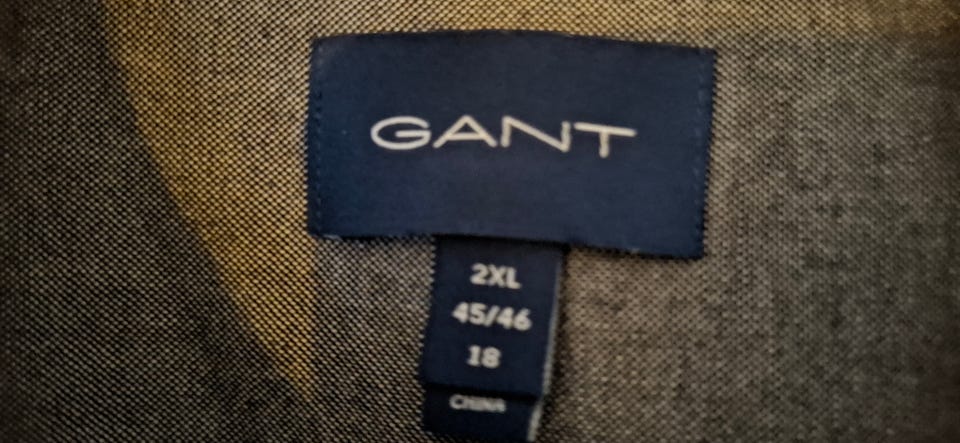 GANT
2XL
45/46
18
CHINA